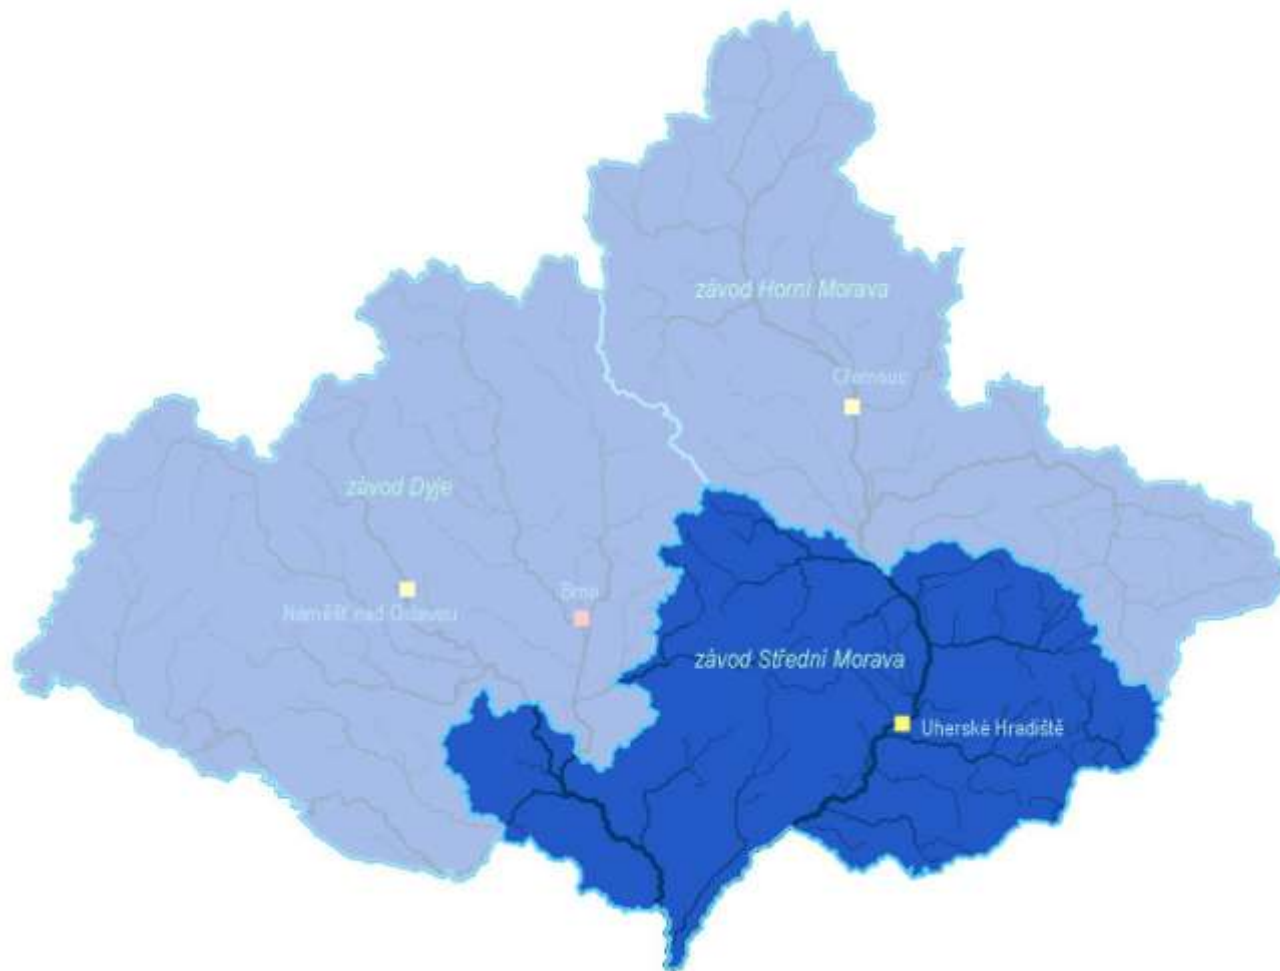 závod Horní Morava
Olomouc
závod Dyje
Brno
Náměšť nad Oslavou
závod Střední Morava
Uherské Hradiště